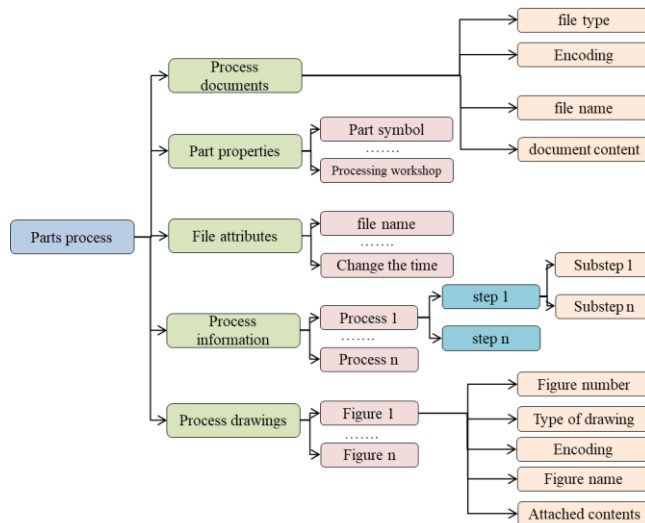 file type
Process
documents
Encoding
file name
document content
Part symbol
Part properties
.......
Processing workshop
Parts process
File attributes
file name
.......
Change the time
Process
information
Process 1
.......
Process n
step 1
step n
Substep 1
Substep n
Process drawings
Figure 1
.......
Figure n
Figure number
Type of drawing
Encoding
Figure name
Attached contents